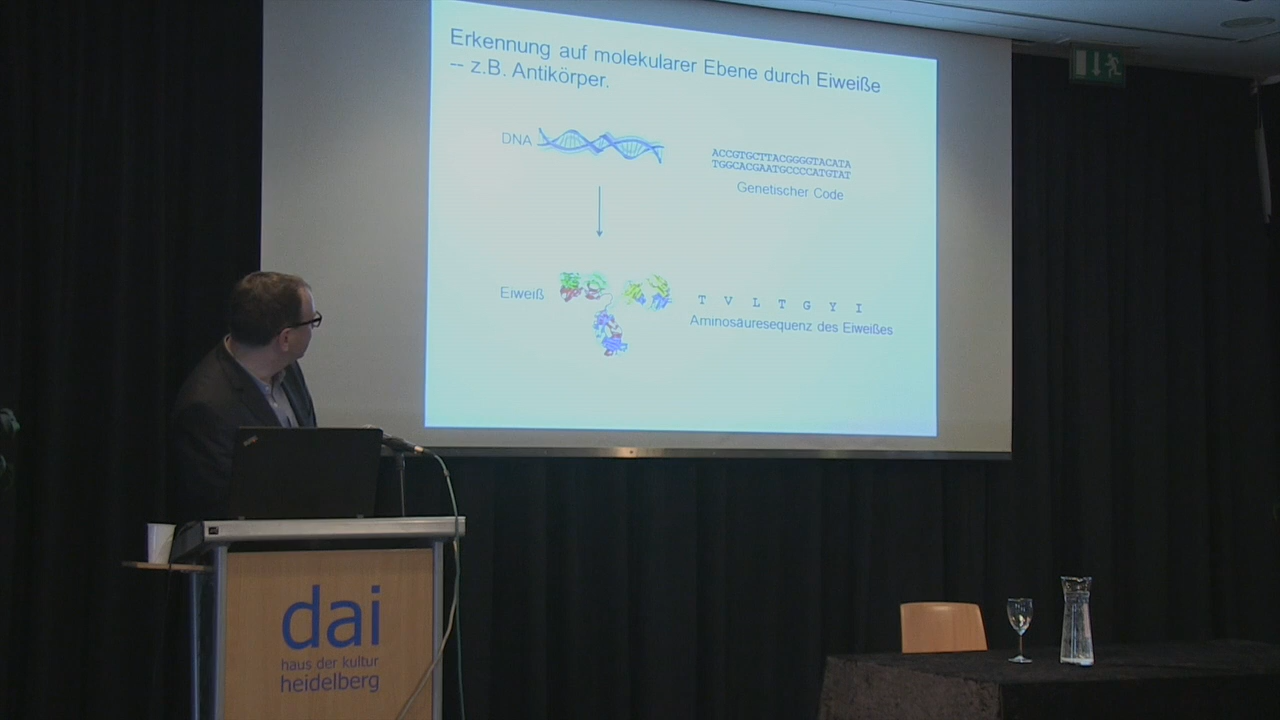 Erkennung auf molekularer Ebene durch Eiweiße
-- z.B. Antikörper.
DNA
ACCGTGCTTACGGGGTACATA
TGGCACGAATGCCCCATGTAT
Genetischer Code
Eiweiß
T V L T G Y I
Aminosäuresequenz des Eiweißes
dai
haus der kultur
heidelberg